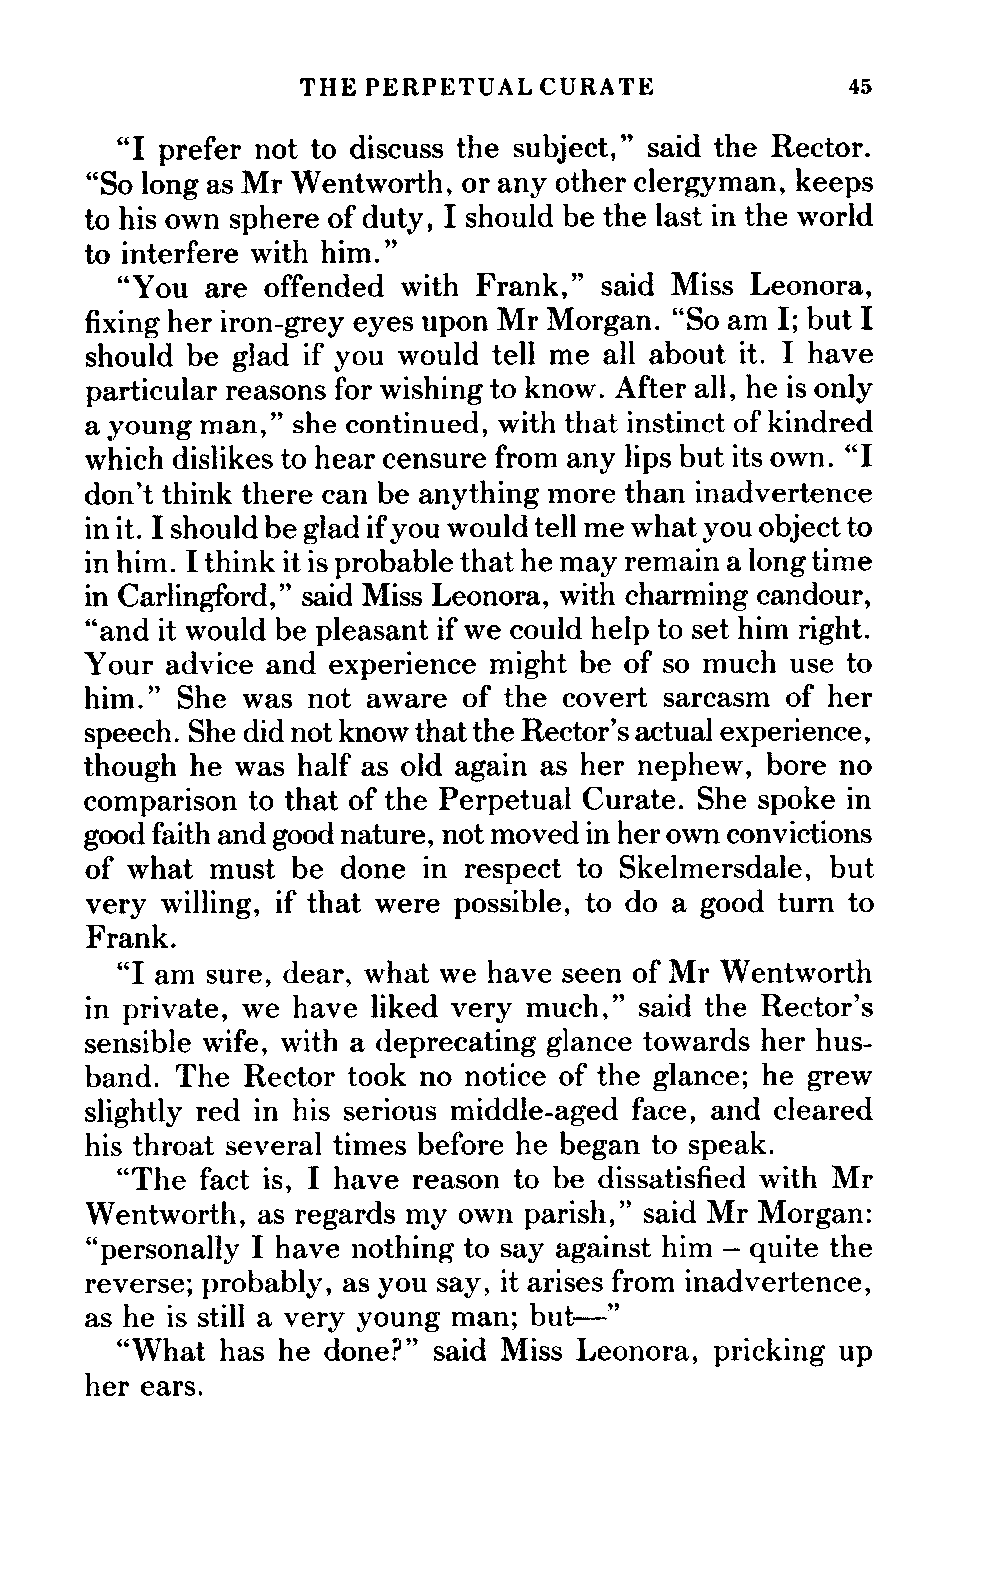 THE PERPETUAL CURATE 45
“I prefer not to discuss the subject,” said the Rector.
“So long as Mr Wentworth, or any other clergyman, keeps
to his own sphere of duty, I should be the last in the world
to interfere with him.”
“You are offended with Frank,” said Miss Leonora,
fixing her iron-grey eyes upon Mr Morgan. “So am I; but I
should be glad if you would tell me all about it. I have
particular reasons for wishing to know. After all, he is only
a young man,” she continued, with that instinct of kindred
which dislikes to hear censure from any lips but its own. “I
don’t think there can be anything more than inadvertence
in it. I should be glad if you would tell me what you object to
in him. I think it is probable that he may remain a long time
in Carlingford,” said Miss Leonora, with charming candour,
“and it would be pleasant if we could help to set him right.
Your advice and experience might be of so much use to
him.” She was not aware of the covert sarcasm of her
speech. She did not know that the Rector’s actual experience,
though he was half as old again as her nephew, bore no
comparison to that of the Perpetual Curate. She spoke in
good faith and good nature, not moved in her own convictions
of what must be done in respect to Skelmersdale, but
very willing, if that were possible, to do a good turn to
Frank.
“I am sure, dear, what we have seen of Mr Wentworth
in private, we have liked very much,” said the Rector’s
sensible wife, with a deprecating glance towards her hus-
band. The Rector took no notice of the glance; he grew
slightly red in his serious middle-aged face, and cleared
his throat several times before he began to speak.
“The fact is, I have reason to be dissatisfied with Mr
Wentworth, as regards my own parish,” said Mr Morgan:
“personally I have nothing to say against him – quite the
reverse; probably, as you say, it arises from inadvertence,
as he is still a very young man; but—”
“What has he done?” said Miss Leonora, pricking up
her ears.